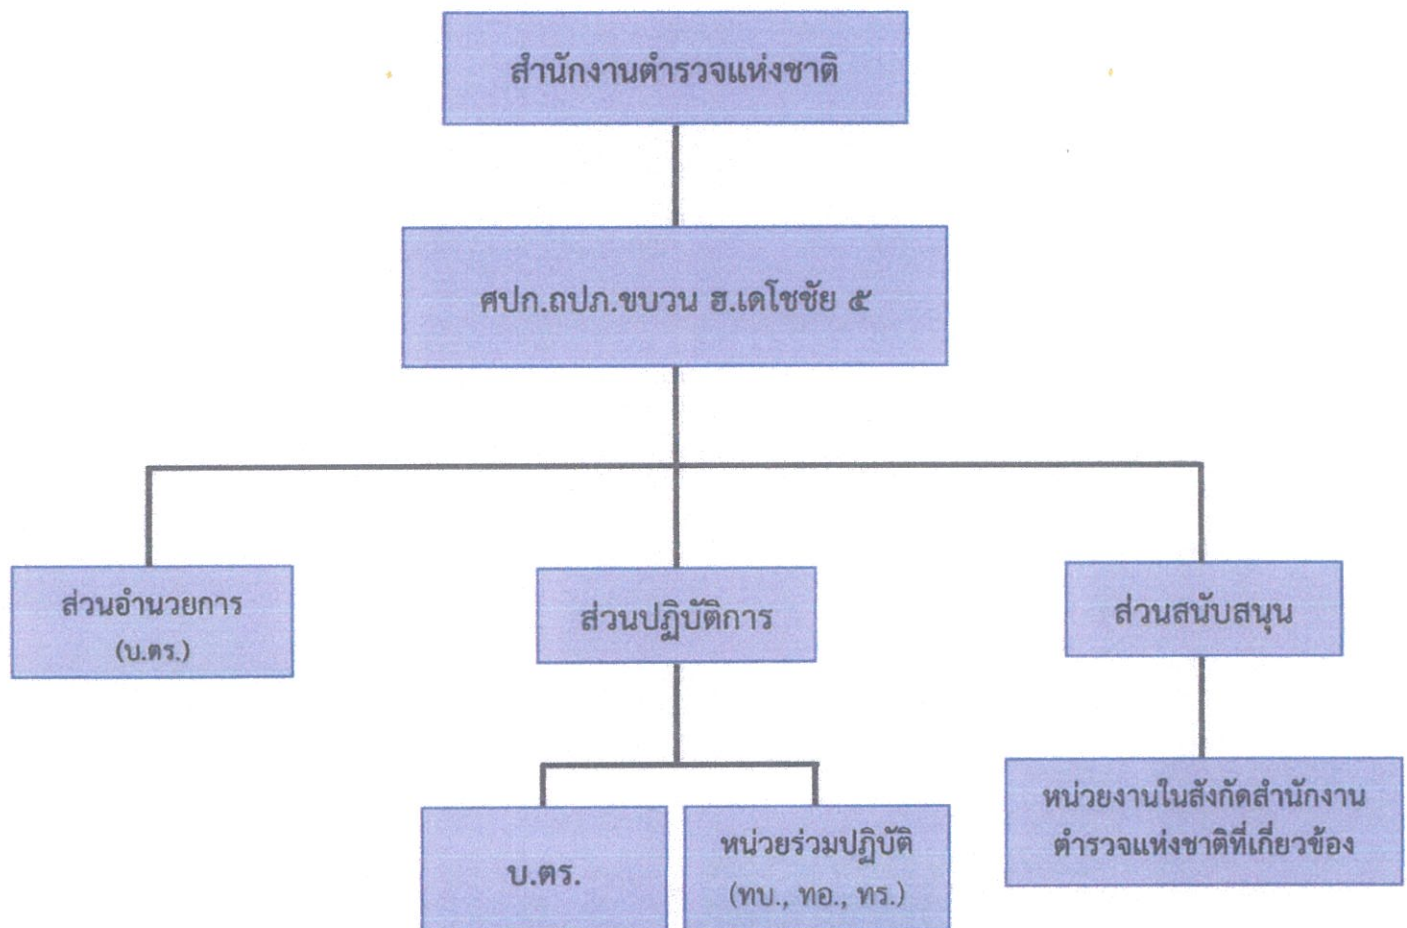 สำนักงานตำรวจแห่งชาติ
ศปก.ถปภ.ขบวน ฮ.เดโชชัย ๕
ส่วนอำนวยการ
(บ.ตร.)
ส่วนปฏิบัติการ
ส่วนสนับสนุน
บ.ตร.
หน่วยร่วมปฏิบัติ
(ทบ., ทอ., ทร.)
หน่วยงานในสังกัดสำนักงาน
ตำรวจแห่งชาติที่เกี่ยวข้อง